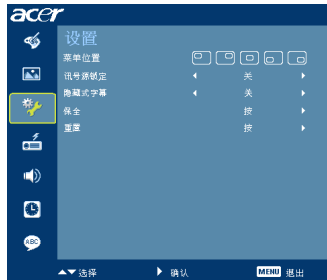 acer
设置
菜单位置
讯号源锁定 关
隐藏式字幕 关
保全 按
重置 按
ABC
选择 确认 MENU 退出